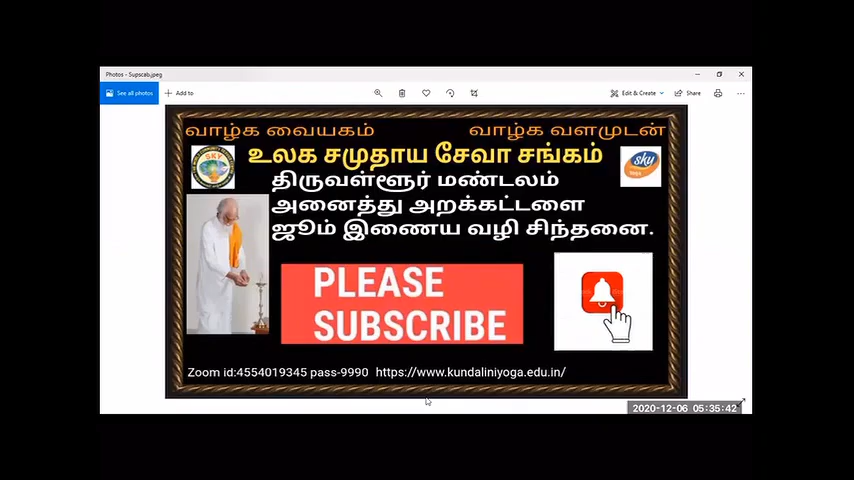 Photos - Supscab.jpeg
See all photos
Add to
Edit & Create
Share
வாழ்க வையகம்
வாழ்க வளமுடன்
SKY
உலக சமுதாய சேவா சங்கம்
sky
திருவள்ளூர் மண்டலம்
அனைத்து அறக்கட்டளை
ஜூம் இணைய வழி சிந்தனை.
PLEASE
SUBSCRIBE
Zoom id:4554019345 pass-9990 https://www.kundaliniyoga.edu.in/
2020-12-06 05:35:42